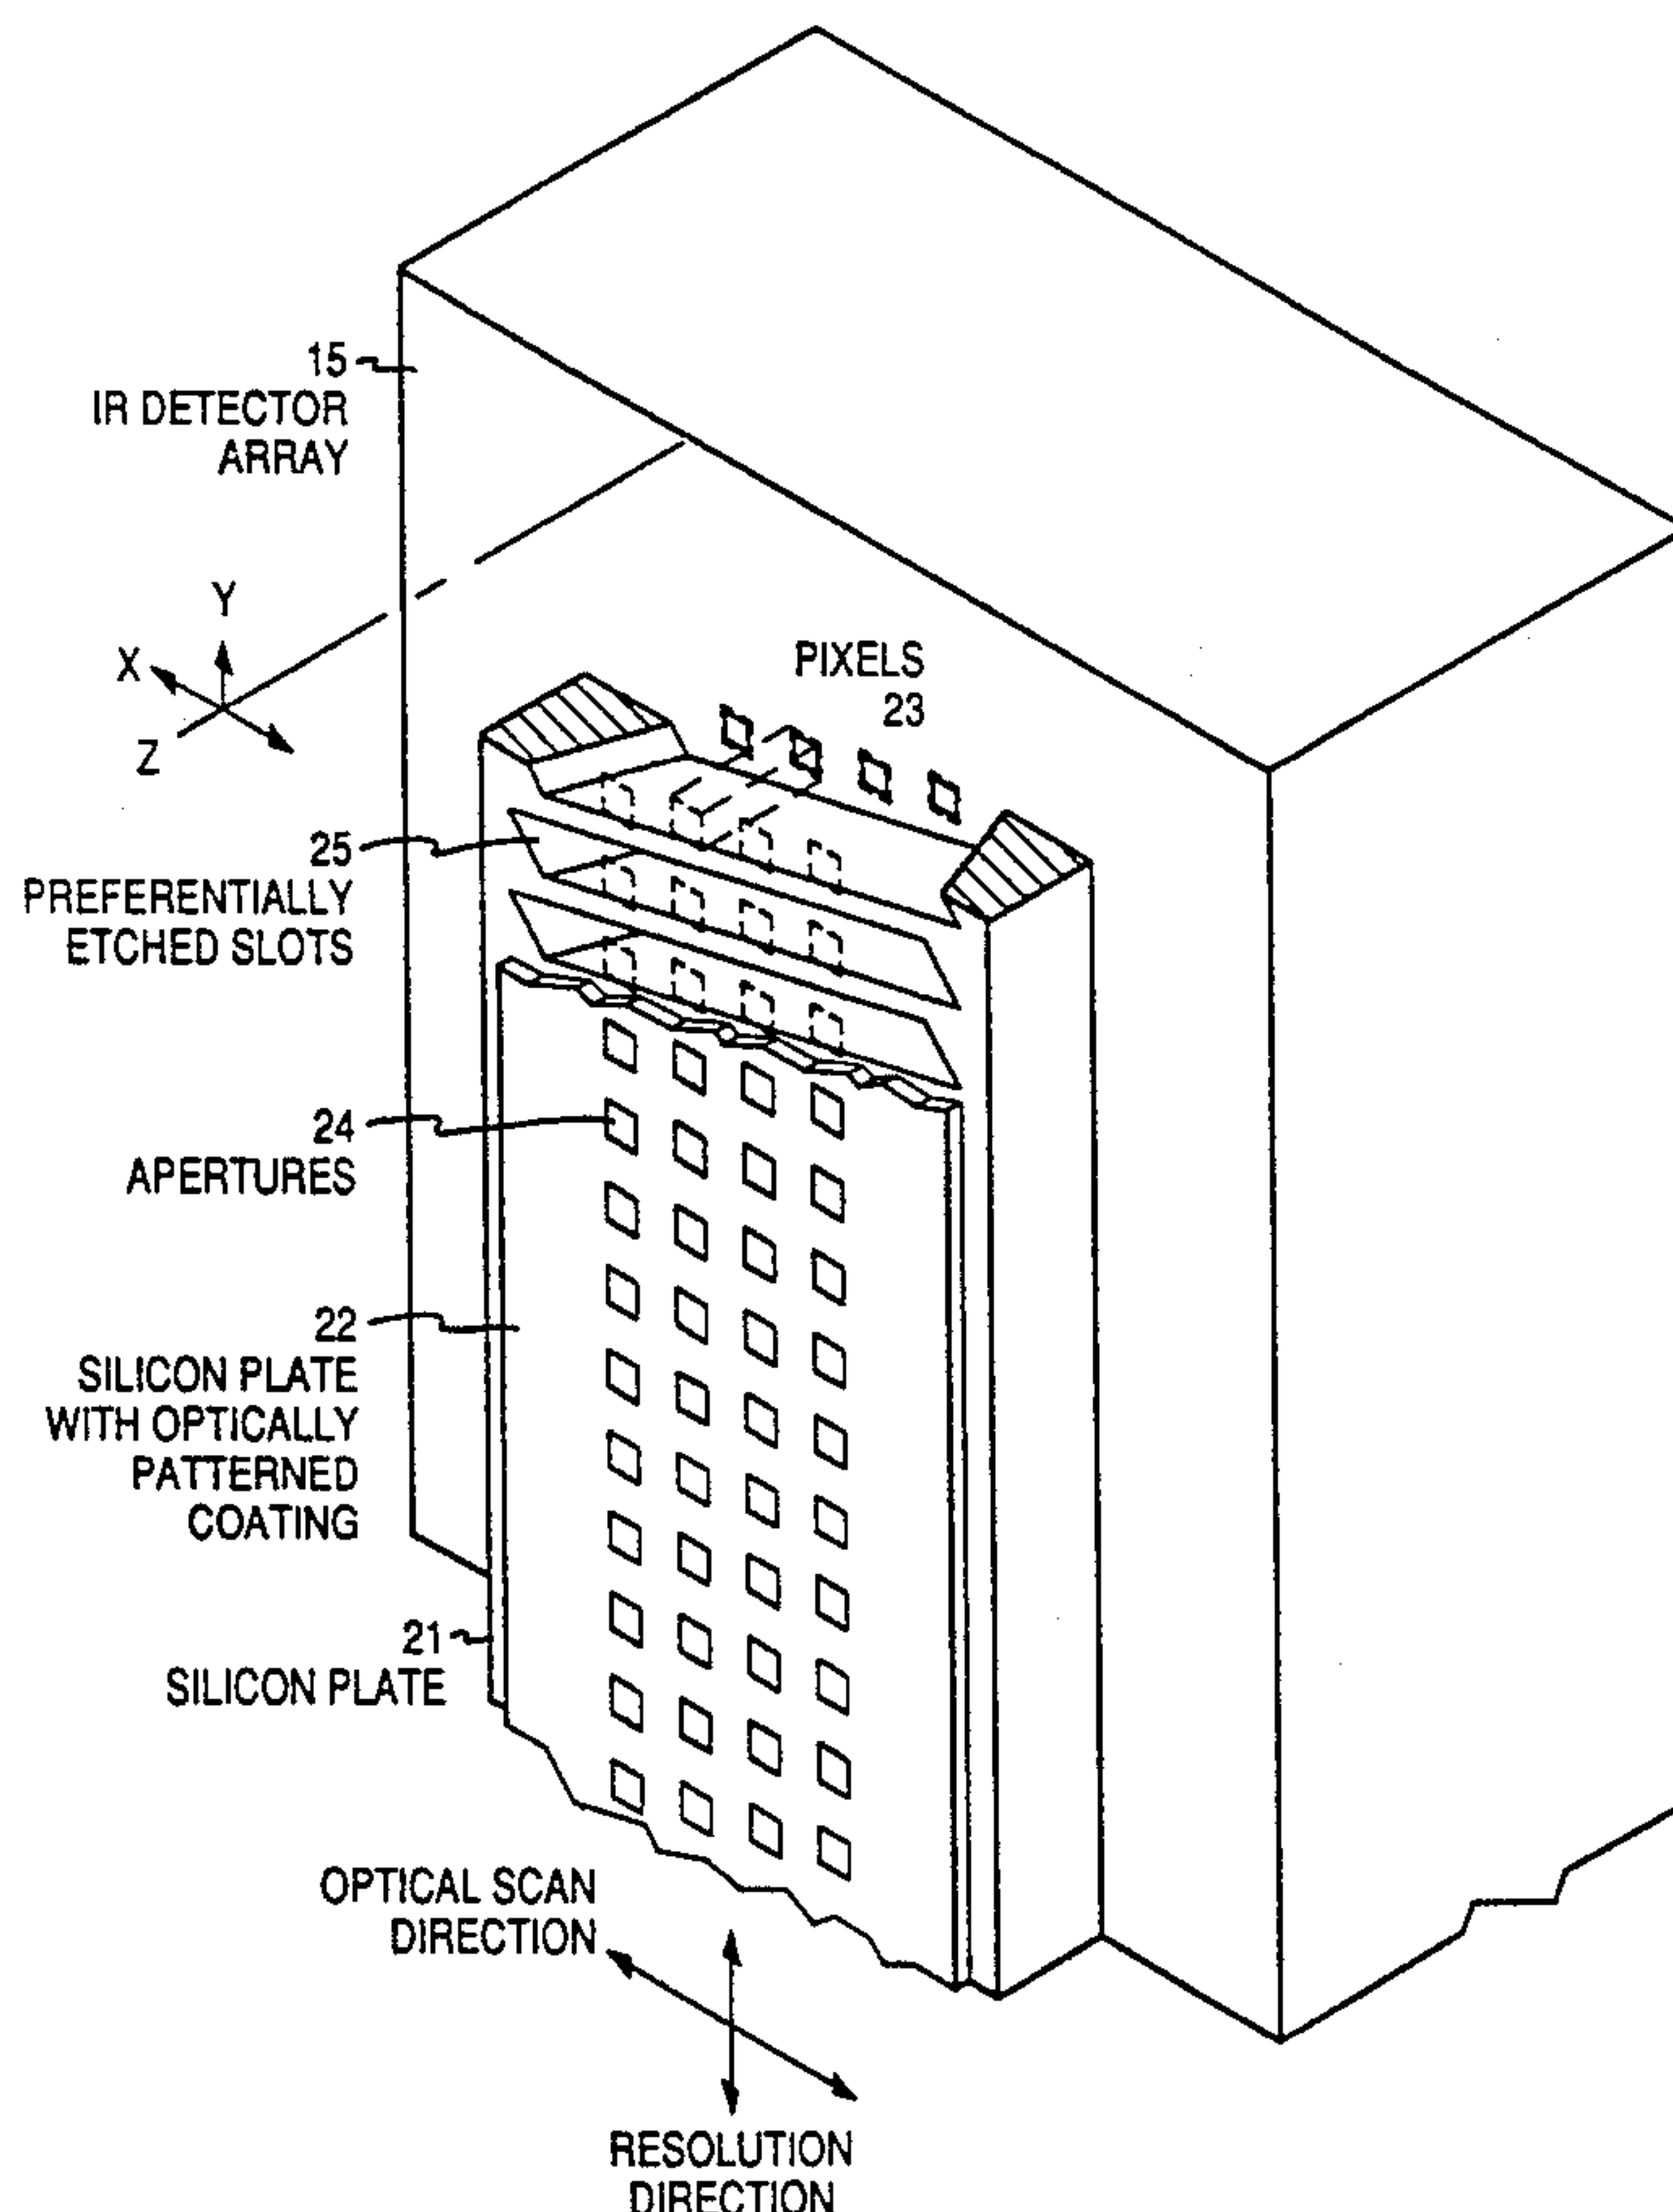 15
IR DETECTOR
ARRAY
Y
X
Z
PIXELS
23
25
PREFERENTIALLY
ETCHED SLOTS
24
APERTURES
22
SILICON PLATE
WITH OPTICALLY
PATTERNED
COATING
21
SILICON PLATE
OPTICAL SCAN
DIRECTION
RESOLUTION
DIRECTION